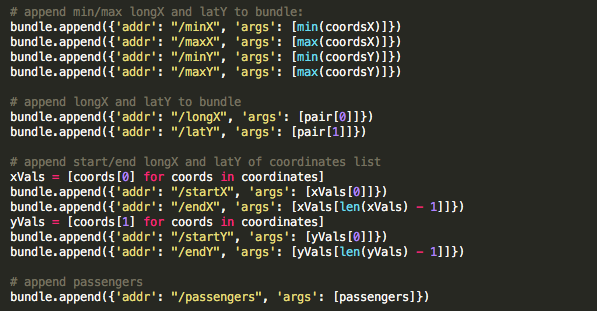 # append min/max longX and latY to bundle:
bundle.append({'addr': "/minX", 'args': [min(coordsX)]})
bundle.append({'addr': "/maxX", 'args': [max(coordsX)]})
bundle.append({'addr': "/minY", 'args': [min(coordsY)]})
bundle.append({'addr': "/maxY", 'args': [max(coordsY)]})

# append longX and latY to bundle
bundle.append({'addr': "/longX", 'args': [pair[0]]})
bundle.append({'addr': "/latY", 'args': [pair[1]]})

# append start/end longX and latY of coordinates list
xVals = [coords[0] for coords in coordinates]
bundle.append({'addr': "/startX", 'args': [xVals[0]]})
bundle.append({'addr': "/endX", 'args': [xVals[len(xVals) - 1]]})
yVals = [coords[1] for coords in coordinates]
bundle.append({'addr': "/startY", 'args': [yVals[0]]})
bundle.append({'addr': "/endY", 'args': [yVals[len(yVals) - 1]]})

# append passengers
bundle.append({'addr': "/passengers", 'args': [passengers]})